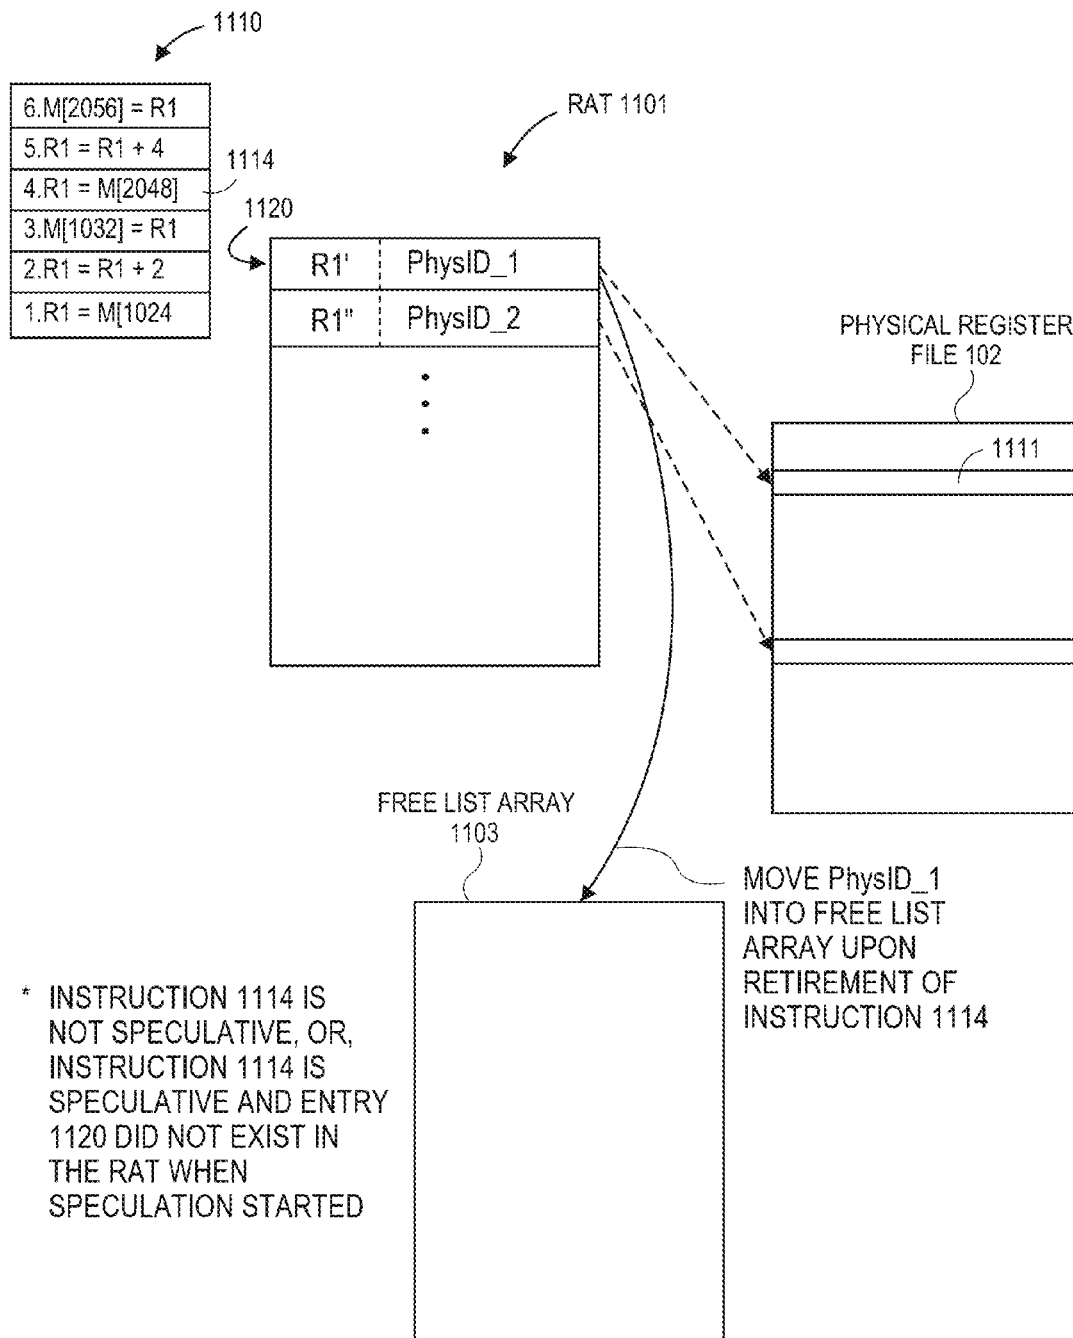 1110
6.M[2056] = R1
5.R1 = R1 + 4
4.R1 = M[2048]
3.M[1032] = R1
2.R1 = R1 + 2
1.R1 = M[1024
1114
1120
RAT 1101
R1' PhysID_1
R1" PhysID_2
PHYSICAL REGISTER
FILE 102
1111
FREE LIST ARRAY
1103
MOVE PhysID_1
INTO FREE LIST
ARRAY UPON
RETIREMENT OF
INSTRUCTION 1114
* INSTRUCTION 1114 IS
NOT SPECULATIVE, OR,
INSTRUCTION 1114 IS
SPECULATIVE AND ENTRY
1120 DID NOT EXIST IN
THE RAT WHEN
SPECULATION STARTED